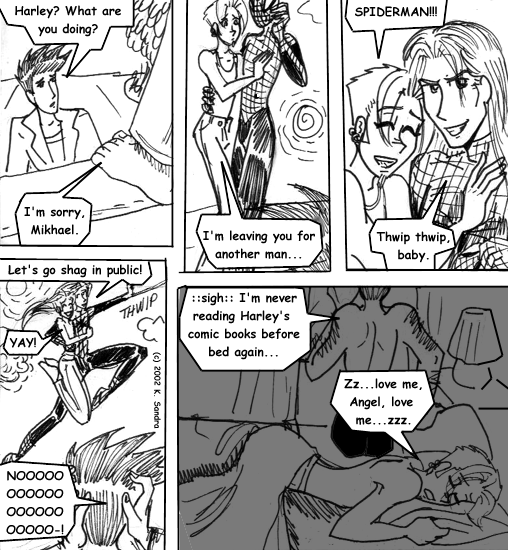 Harley? What are
you doing?
I'm sorry,
Mikhael.
I'm leaving you for
another man...
SPIDERMAN!!!
Thwip thwip,
baby.
Let's go shag in public!
THWIP
YAY!
(c) 2002 K. Sandra
NOOOOO
OOOOOO
OOOOOO
OOOOO-!
::sigh:: I'm never
reading Harley's
comic books before
bed again...
Zz...love me,
Angel, love
me...zzz.